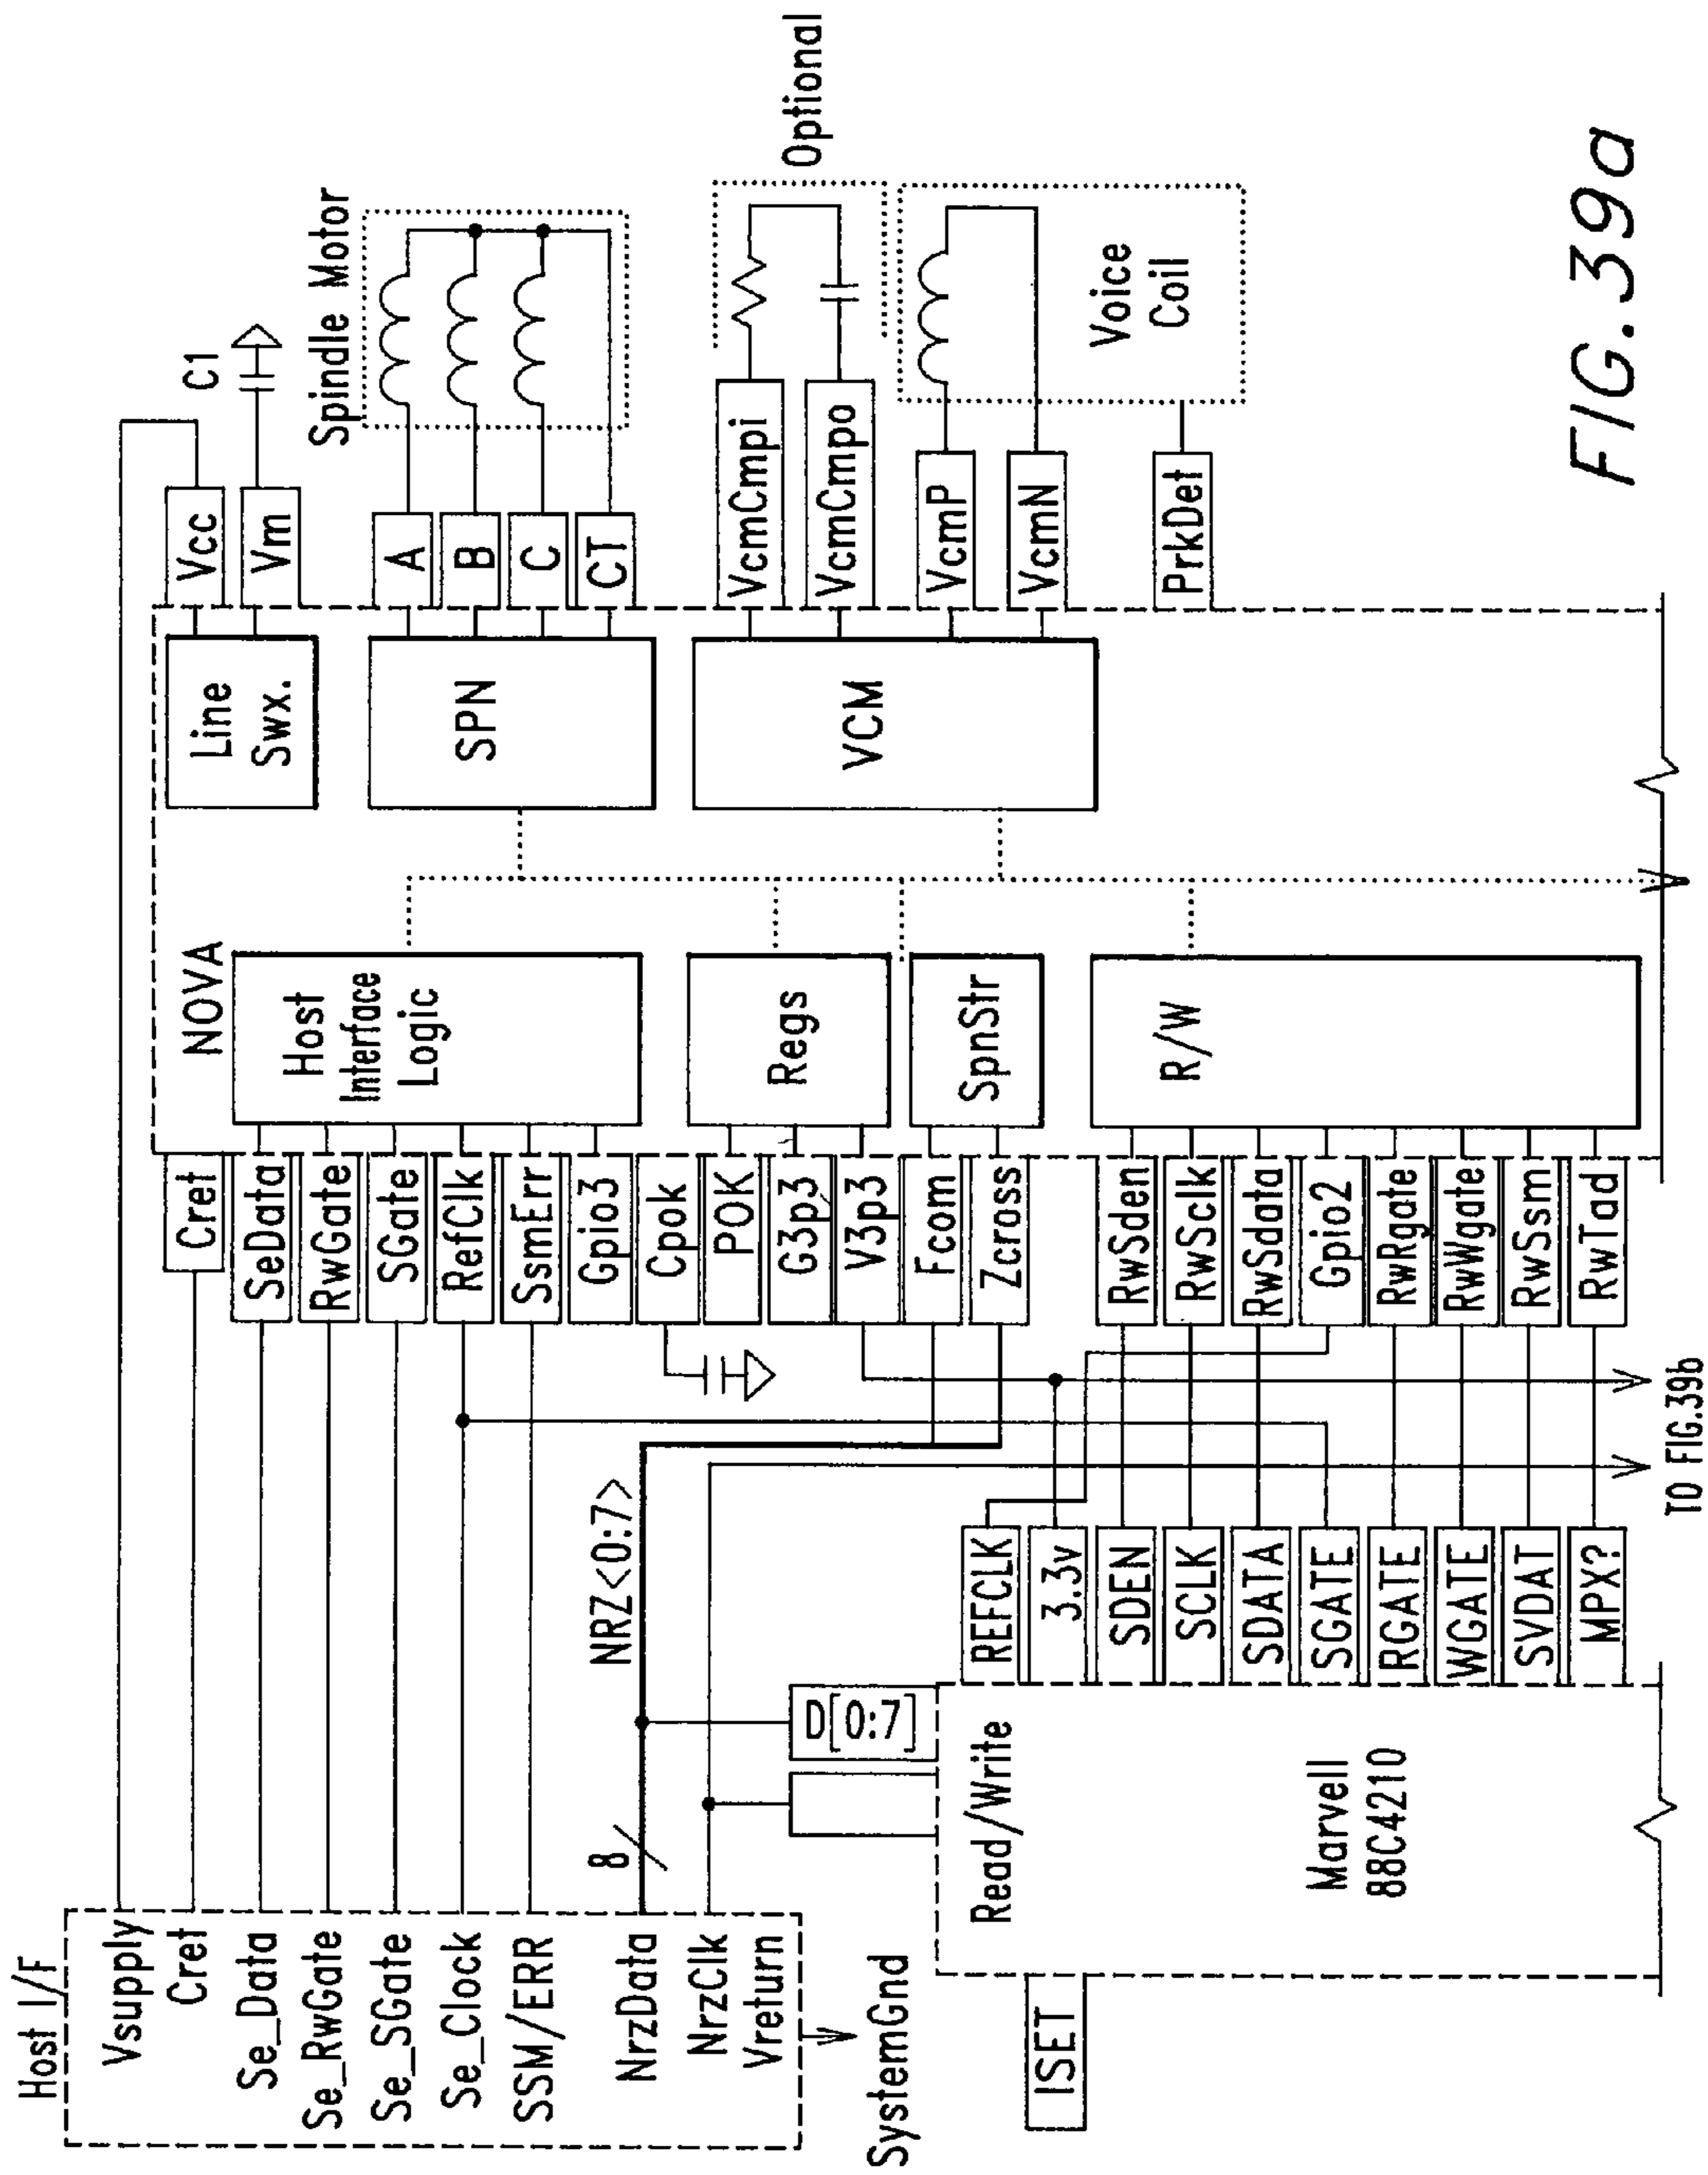 Host I/F
Vsupply
Cret
Se_Data
Se_RwGate
Se_SGate
Se_Clock
SSM/ERR
NrzData
NrzClk
Vreturn
SystemGnd
8
NRZ<0:7>
D[0:7]
ISET
Read/Write
Marvell
88C4210
REFCLK
3.3v
SDEN
SCLK
SDATA
SGATE
RGATE
WGATE
SVDAT
MPX?
TO FIG.39b
Cret
SeData
RwGate
SGate
RefClk
SsmErr
Gpio3
Cpok
POK
G3p3
V3p3
Fcom
Zcross
RwSden
RwSclk
RwSdata
Gpio2
RwRgate
RwWgate
RwSsm
RwTad
NOVA
Host
Interface
Logic
Regs
SpnStr
R/W
Line
Swx.
SPN
VCM
Vcc
Vm
A
B
C
CT
VcmCmpi
VcmCmpo
VcmP
VcmN
PrkDet
C1
Spindle Motor
Optional
Voice
Coil
FIG.39a